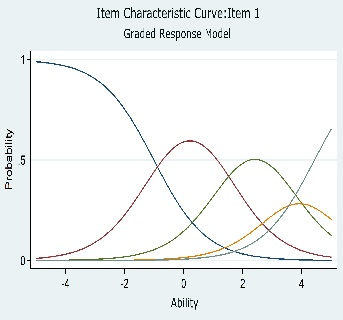 Item Characteristic Curve:Item 1
Graded Response Model
Probability
1
.5
0
-4 -2 0 2 4
Ability